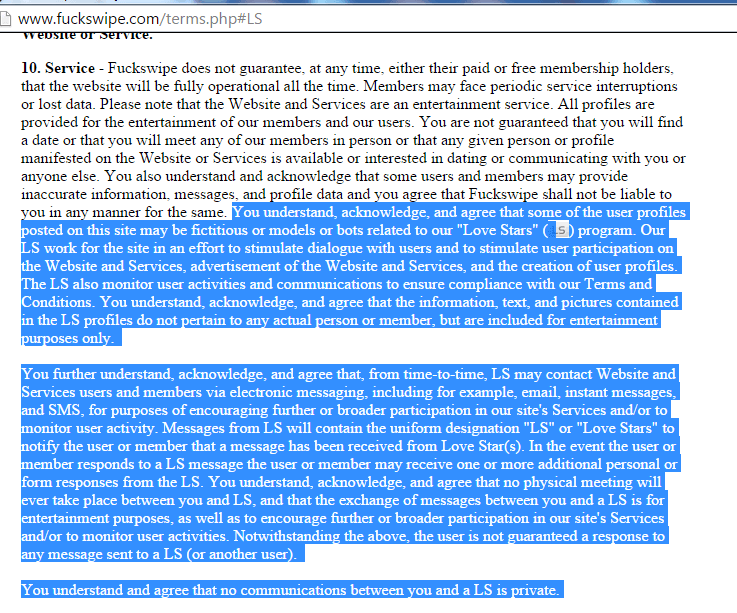 www.fuckswipe.com/terms.php#LS
Website or Service.
10. Service - Fuckswipe does not guarantee, at any time, either their paid or free membership holders,
that the website will be fully operational all the time. Members may face periodic service interruptions
or lost data. Please note that the Website and Services are an entertainment service. All profiles are
provided for the entertainment of our members and our users. You are not guaranteed that you will find
a date or that you will meet any of our members in person or that any given person or profile
manifested on the Website or Services is available or interested in dating or communicating with you or
anyone else. You also understand and acknowledge that some users and members may provide
inaccurate information, messages, and profile data and you agree that Fuckswipe shall not be liable to
you in any manner for the same. You understand, acknowledge, and agree that some of the user profiles
posted on this site may be fictitious or models or bots related to our "Love Stars" ( LS ) program. Our
LS work for the site in an effort to stimulate dialogue with users and to stimulate user participation on
the Website and Services, advertisement of the Website and Services, and the creation of user profiles.
The LS also monitor user activities and communications to ensure compliance with our Terms and
Conditions. You understand, acknowledge, and agree that the information, text, and pictures contained
in the LS profiles do not pertain to any actual person or member, but are included for entertainment
purposes only.
You further understand, acknowledge, and agree that, from time-to-time, LS may contact Website and
Services users and members via electronic messaging, including for example, email, instant messages,
and SMS, for purposes of encouraging further or broader participation in our site's Services and/or to
monitor user activity. Messages from LS will contain the uniform designation "LS" or "Love Stars" to
notify the user or member that a message has been received from Love Star(s). In the event the user or
member responds to a LS message the user or member may receive one or more additional personal or
form responses from the LS. You understand, acknowledge, and agree that no physical meeting will
ever take place between you and LS, and that the exchange of messages between you and a LS is for
entertainment purposes, as well as to encourage further or broader participation in our site's Services
and/or to monitor user activities. Notwithstanding the above, the user is not guaranteed a response to
any message sent to a LS (or another user).
You understand and agree that no communications between you and a LS is private.